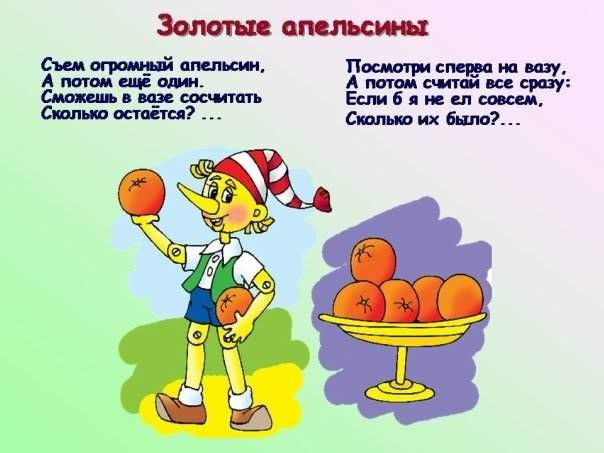 Золотые апельсины
Съем огромный апельсин,
А потом ещё один.
Сможешь в вазе сосчитать
Сколько остаётся? ...
Посмотри сперва на вазу,
А потом считай все сразу:
Если б я не ел совсем,
Сколько их было?...